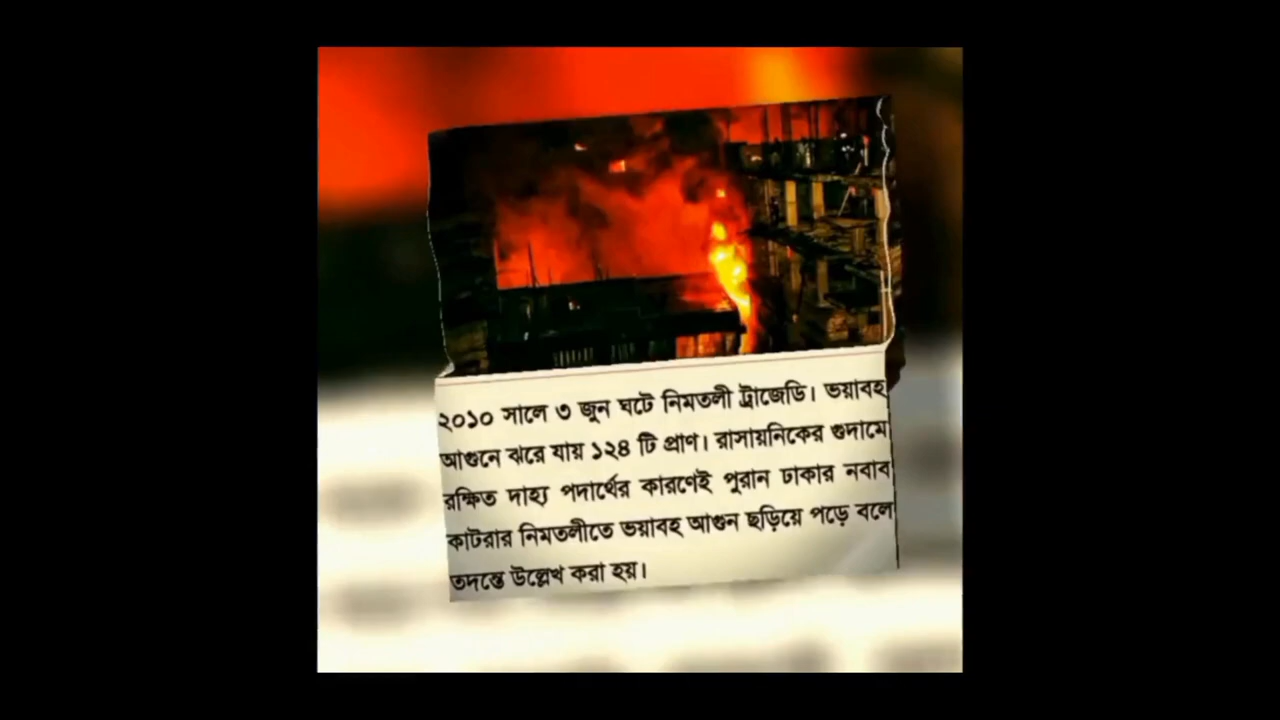 ২০১০ সালে ৩ জুন ঘটে নিমতলী ট্রাজেডি। ভয়াবহ
আগুনে ঝরে যায় ১২৪ টি প্রাণ। রাসায়নিকের গুদামে
রক্ষিত দাহ্য পদার্থের কারণেই পুরান ঢাকার নবাব
কাটরার নিমতলীতে ভয়াবহ আগুন ছড়িয়ে পড়ে বলে
তদন্তে উল্লেখ করা হয়।